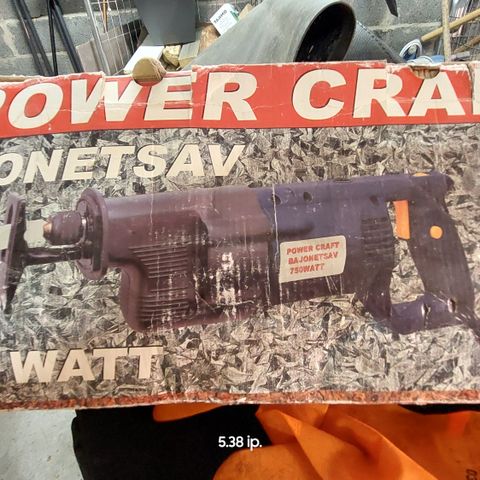 POWER CRA
ONETSAV
POWER CRAFT
BAJONETSAV
750WATT
WATT
5.38 ip.